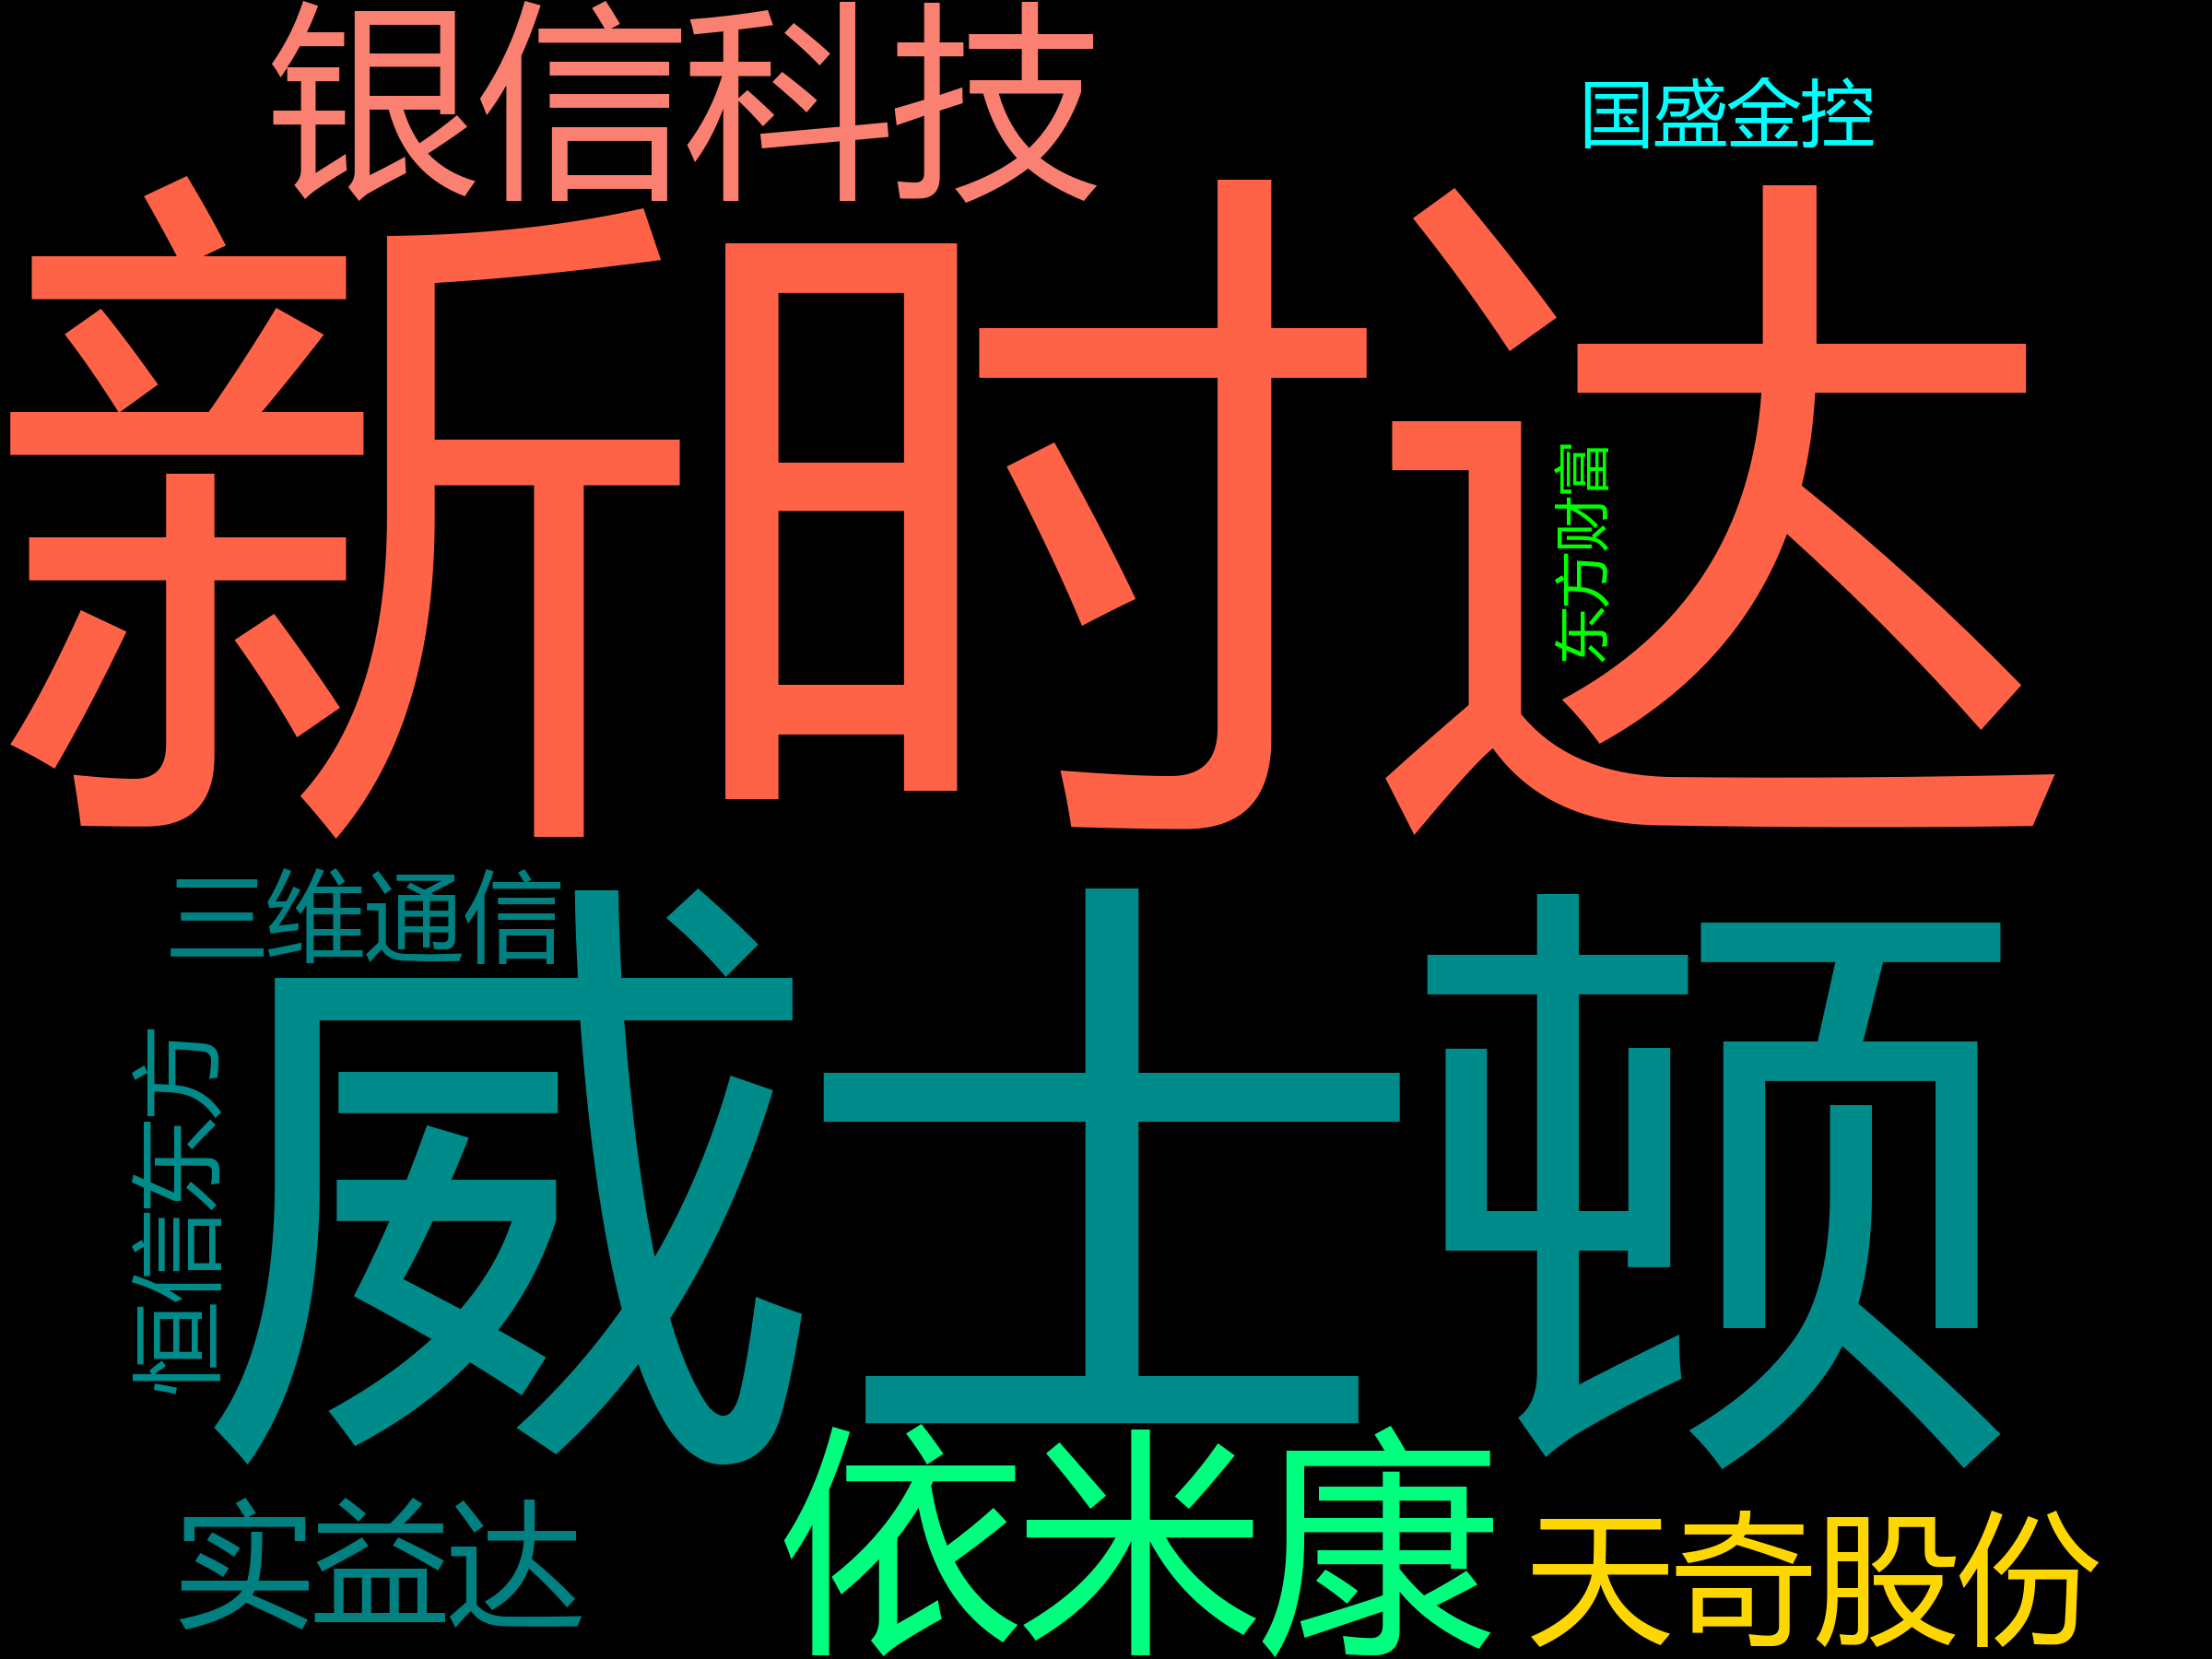 银信科技
国盛金控
新时达
东方财富
三维通信
威士顿
恒信东方
实益达
依米康
天奇股份